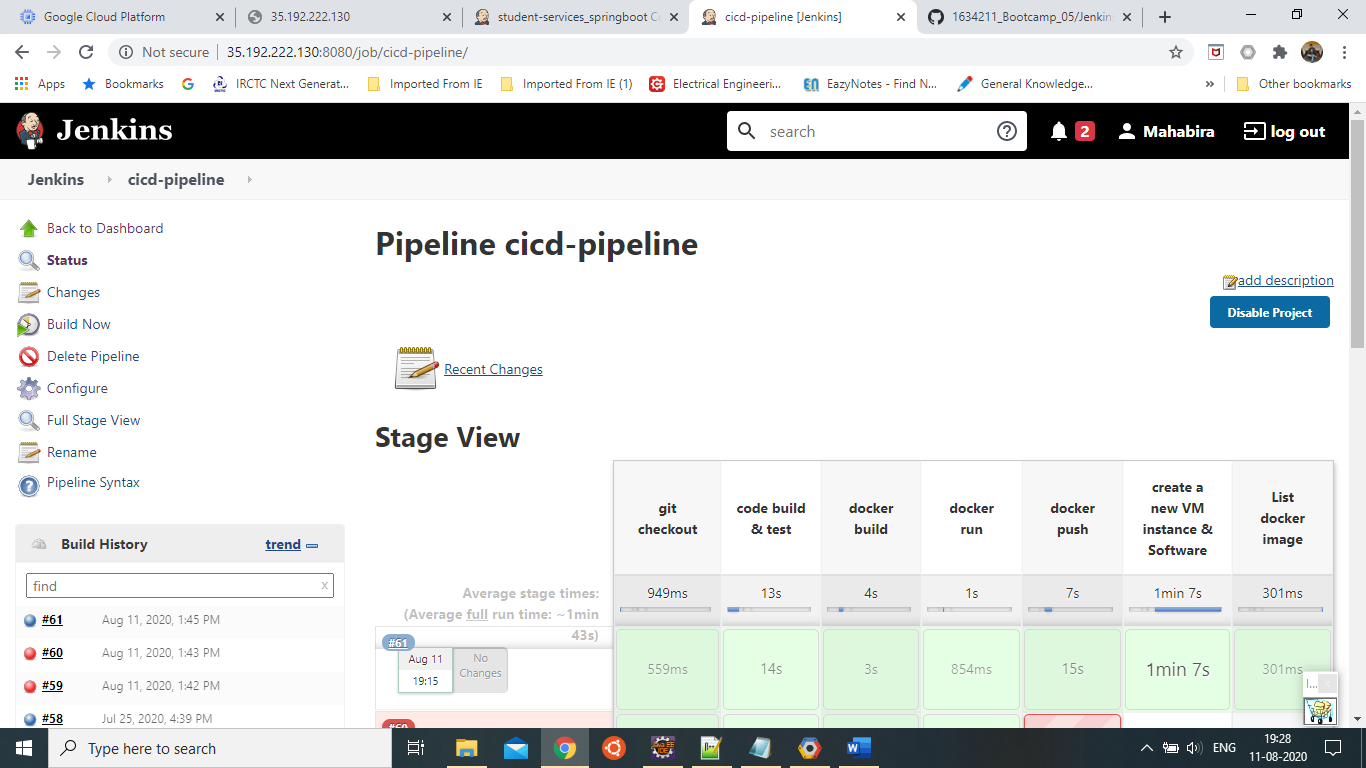 Google Cloud Platform
35.192.222.130
student-services_springboot Co
cicd-pipeline [Jenkins]
1634211_Bootcamp_05/Jenkin
Not secure
35.192.222.130:8080/job/cicd-pipeline/
Apps
Bookmarks
IRCTC Next Generat...
Imported From IE
Imported From IE (1)
Electrical Engineeri...
EazyNotes - Find N...
General Knowledge...
»
Other bookmarks
Jenkins
search
2
Mahabira
log out
Jenkins
cicd-pipeline
Back to Dashboard
Status
Changes
Build Now
Delete Pipeline
Configure
Full Stage View
Rename
Pipeline Syntax
Build History
trend
find
x
#61
Aug 11, 2020, 1:45 PM
#60
Aug 11, 2020, 1:43 PM
#59
Aug 11, 2020, 1:42 PM
#58
Jul 25, 2020, 4:39 PM
Pipeline cicd-pipeline
add description
Disable Project
Recent Changes
Stage View
git
checkout
code build
& test
docker
build
docker
run
docker
push
create a
new VM
instance &
Software
List
docker
image
Average stage times:
(Average full run time: ~1min
43s)
949ms
13s
4s
1s
7s
1min 7s
301ms
#61
Aug 11
19:15
No
Changes
559ms
14s
3s
854ms
15s
1min 7s
301ms
#60
I...
Type here to search
ENG
19:28
11-08-2020